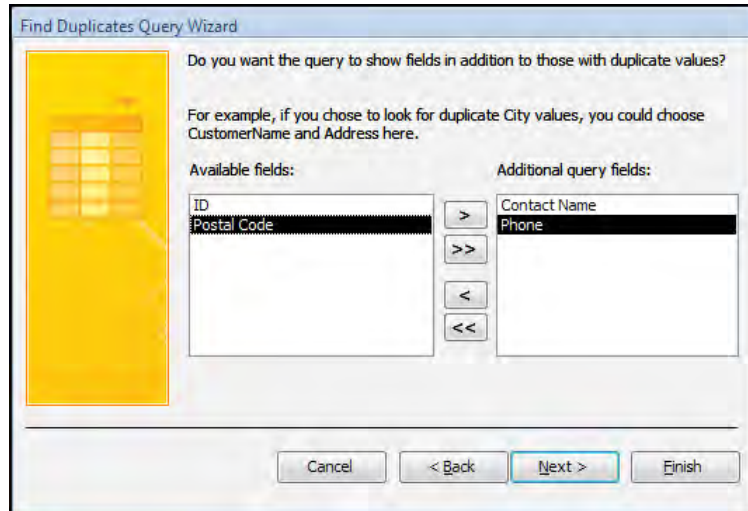 Find Duplicates Query Wizard
Do you want the query to show fields in addition to those with duplicate values?
For example, if you chose to look for duplicate City values, you could choose
CustomerName and Address here.
Available fields:
Additional query fields:
ID
Postal Code
>
>>
<
<<
Contact Name
Phone
Cancel
< Back
Next >
Finish